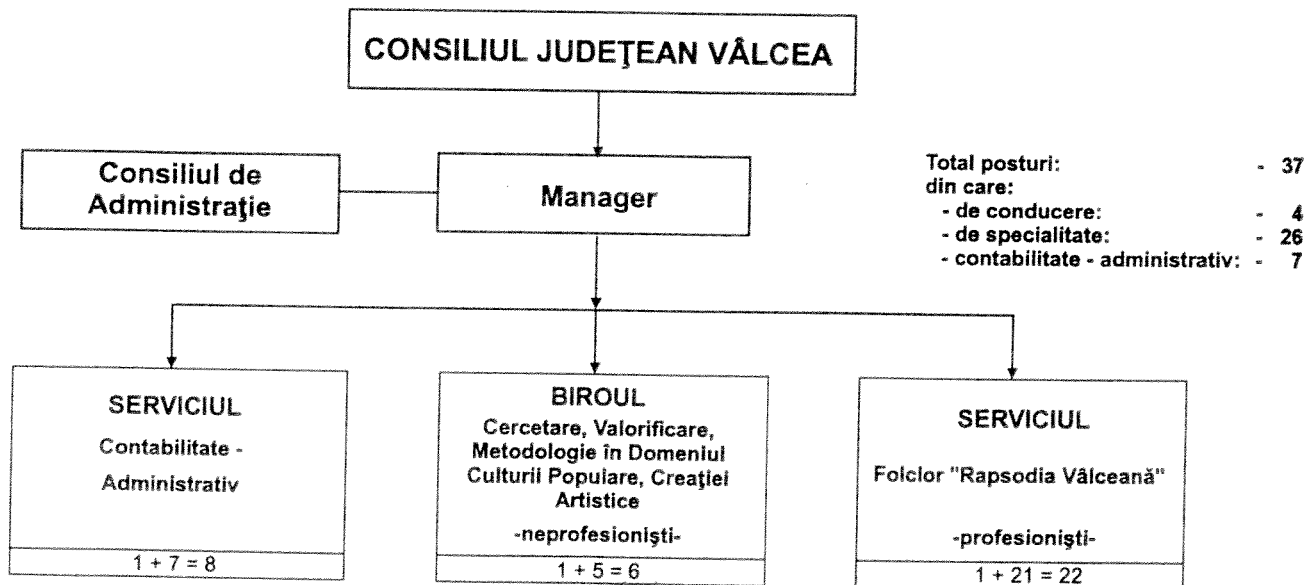 CONSILIUL JUDEŢEAN VÂLCEA
Consiliul de
Administraţie
Manager
Total posturi: - 37
din care:
- de conducere: - 4
- de specialitate: - 26
- contabilitate - administrativ: - 7
SERVICIUL
Contabilitate -
Administrativ
1 + 7 = 8
BIROUL
Cercetare, Valorificare,
Metodologie în Domeniul
Culturii Populare, Creaţiei
Artistice
-neprofesionişti-
1 + 5 = 6
SERVICIUL
Folclor "Rapsodia Vâlceană"
-profesionişti-
1 + 21 = 22